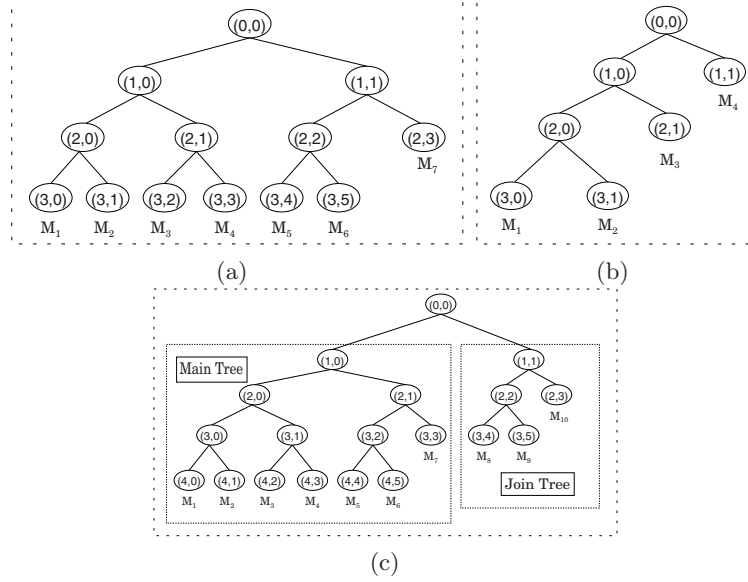 (0,0)
(1,0) (1,1)
(2,0) (2,1) (2,2) (2,3)
M7
(3,0) (3,1) (3,2) (3,3) (3,4) (3,5)
M1 M2 M3 M4 M5 M6
(a)
(0,0)
(1,0) (1,1)
M4
(2,0) (2,1)
M3
(3,0) (3,1)
M1 M2
(b)
(0,0)
Main Tree
(1,0)
(2,0) (2,1)
(3,0) (3,1) (3,2) (3,3)
M7
(4,0) (4,1) (4,2) (4,3) (4,4) (4,5)
M1 M2 M3 M4 M5 M6
(1,1)
(2,2) (2,3)
M10
(3,4) (3,5)
M8 M9
Join Tree
(c)